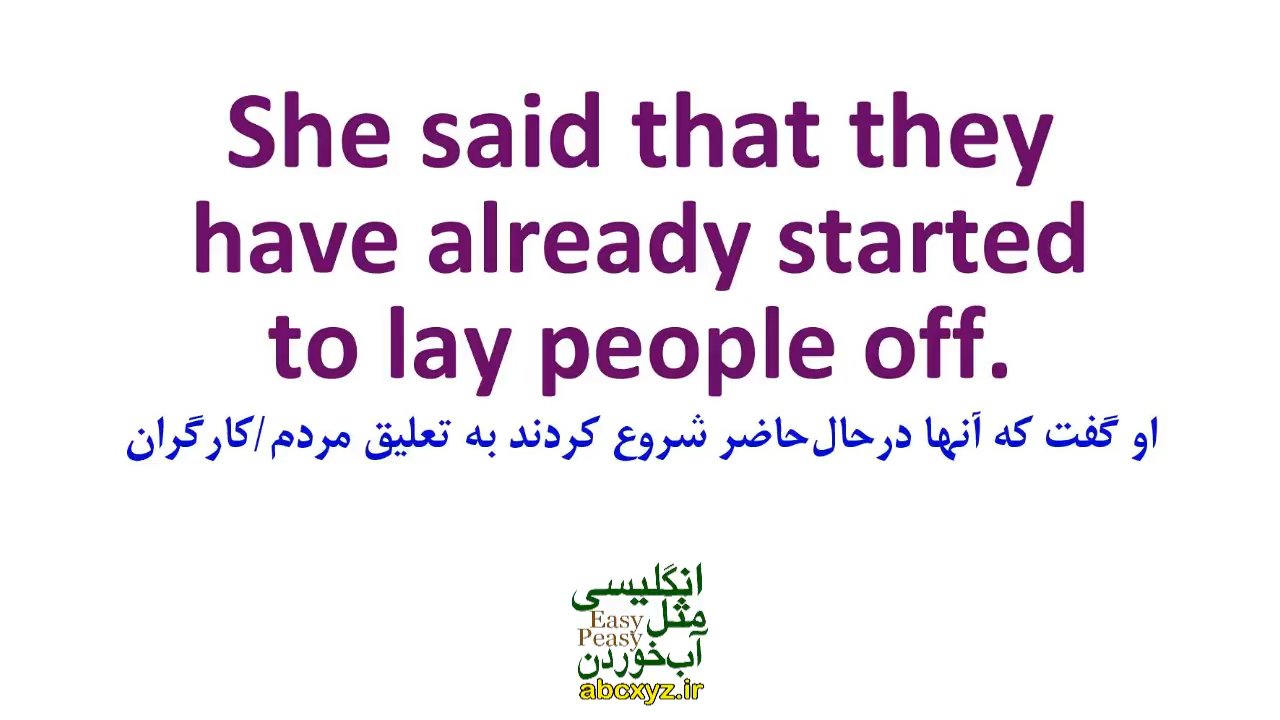 She said that they
have already started
to lay people off.
او گفت که آنها درحال‌حاضر شروع کردند به تعلیق مردم/کارگران
انگلیسی
مثل
Easy
Peasy
آب‌خوردن
abcxyz.ir